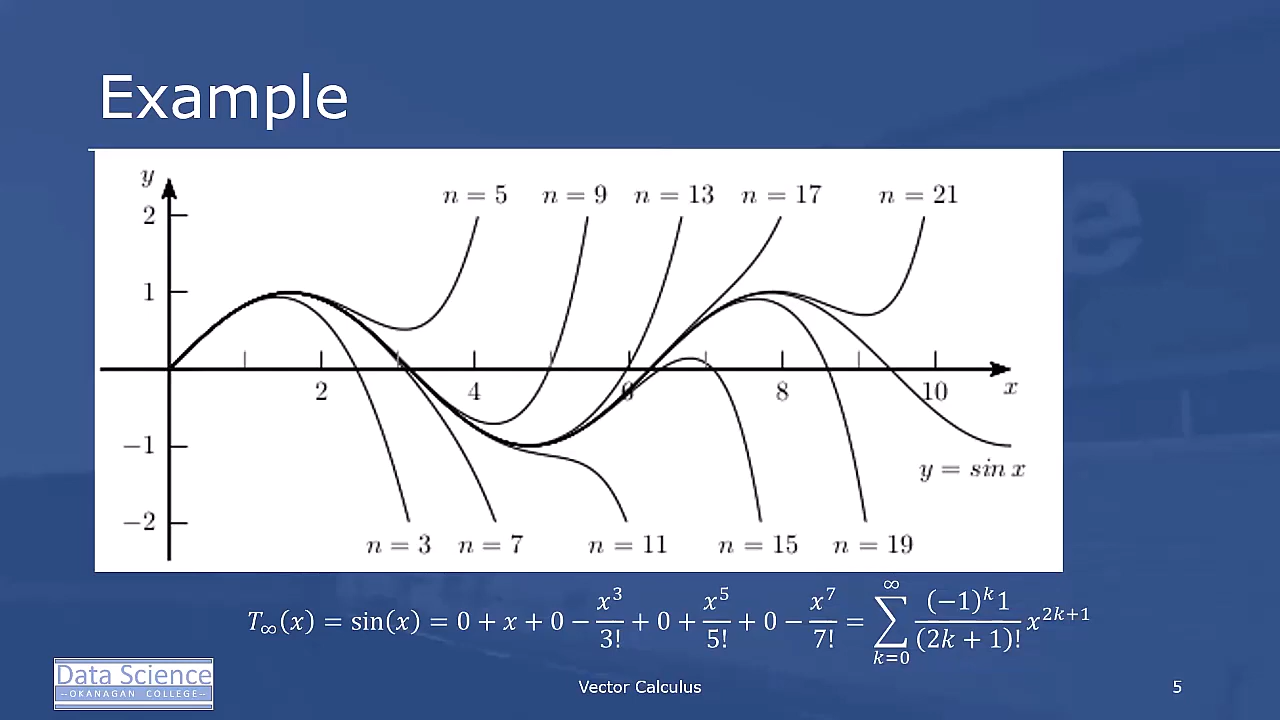 Example
y
n = 5 n = 9 n = 13 n = 17 n = 21
2
1
2 4 6 8 10 x
−1
y = sin x
−2
n = 3 n = 7 n = 11 n = 15 n = 19
T∞(x) = sin(x) = 0 + x + 0 − x³/3! + 0 + x⁵/5! + 0 − x⁷/7! = ∑_{k=0}^{∞} (−1)^k 1/(2k + 1)! x^{2k+1}
Data Science
OKANAGAN COLLEGE
Vector Calculus
5